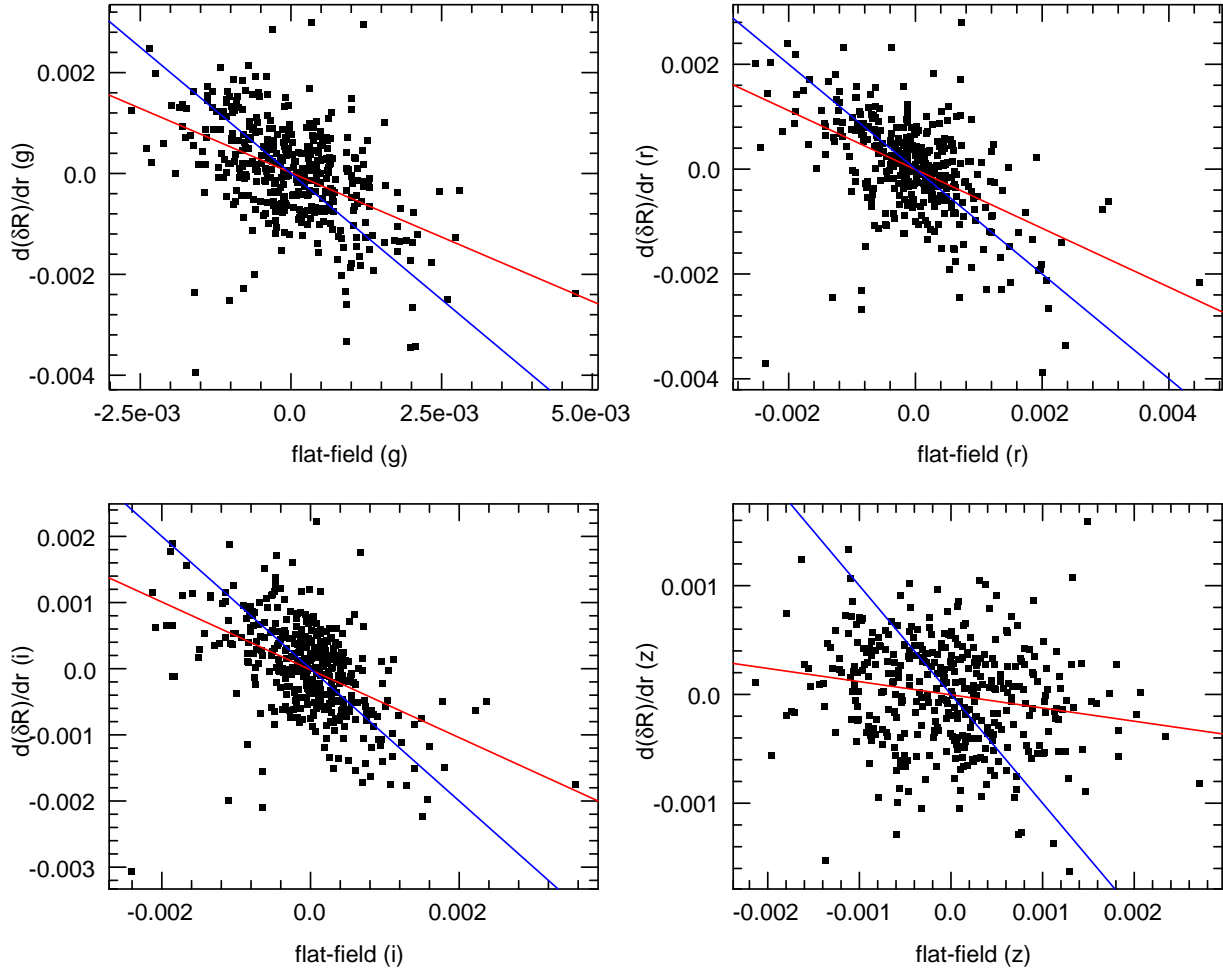 0.002
0.0
-0.002
-0.004
d(δR)/dr (g)
-2.5e-03 0.0 2.5e-03 5.0e-03
flat-field (g)
0.002
0.0
-0.002
-0.004
d(δR)/dr (r)
-0.002 0.0 0.002 0.004
flat-field (r)
0.002
0.001
0.0
-0.001
-0.002
-0.003
d(δR)/dr (i)
-0.002 0.0 0.002
flat-field (i)
0.001
0.0
-0.001
d(δR)/dr (z)
-0.002 -0.001 0.0 0.001 0.002
flat-field (z)